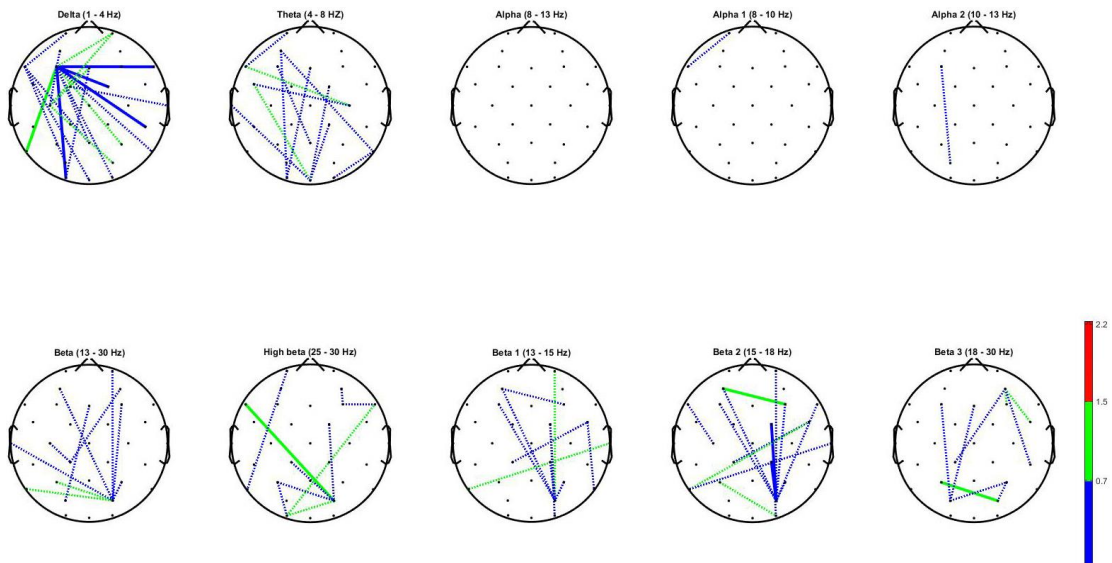 Delta (1 - 4 Hz)
Theta (4 - 8 HZ)
Alpha (8 - 13 Hz)
Alpha 1 (8 - 10 Hz)
Alpha 2 (10 - 13 Hz)
Beta (13 - 30 Hz)
High beta (25 - 30 Hz)
Beta 1 (13 - 15 Hz)
Beta 2 (15 - 18 Hz)
Beta 3 (18 - 30 Hz)
2.2
1.5
0.7